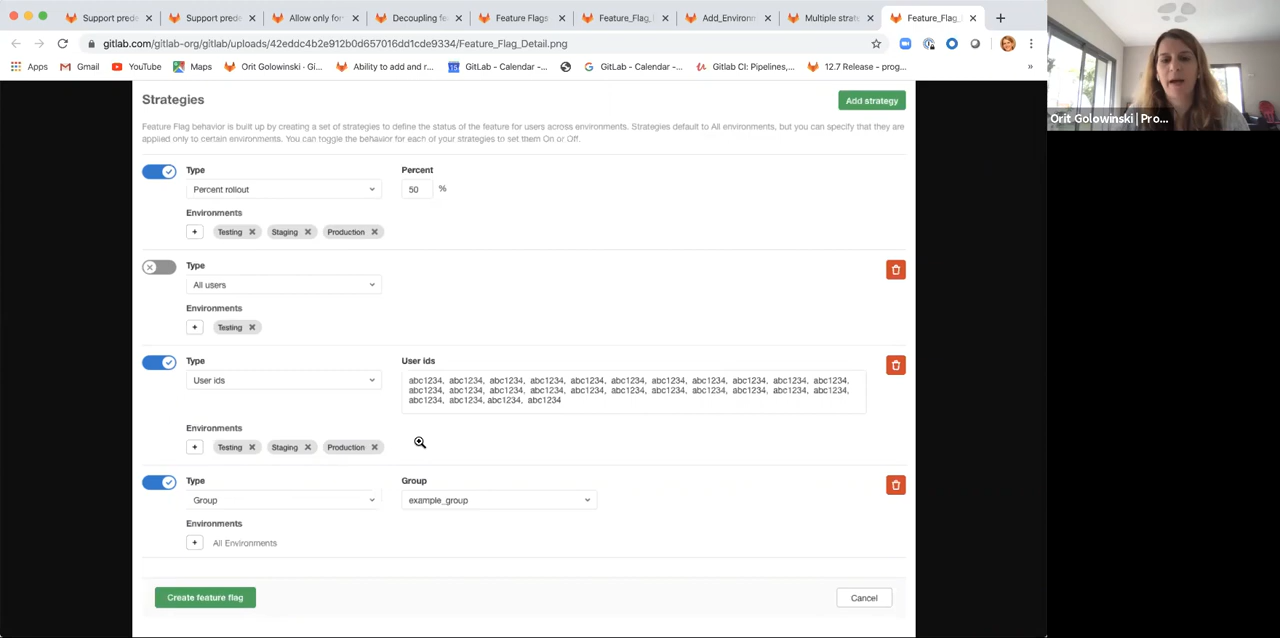 Support prede
Support prede
Allow only for
Decoupling fe
Feature Flags
Feature_Flag_
Add_Environm
Multiple strat
Feature_Flag_
gitlab.com/gitlab-org/gitlab/uploads/42eddc4b2e912b0d657016dd1cde9334/Feature_Flag_Detail.png
Apps
Gmail
YouTube
Maps
Orit Golowinski · Gi...
Ability to add and r...
GitLab - Calendar -...
GitLab - Calendar -...
Gitlab CI: Pipelines,...
12.7 Release - prog...
»
Orit Golowinski | Pro...
Strategies
Add strategy
Feature Flag behavior is built up by creating a set of strategies to define the status of the feature for users across environments. Strategies default to All environments, but you can specify that they are
applied only to certain environments. You can toggle the behavior for each of your strategies to set them On or Off.
Type
Percent
Percent rollout
50 %
Environments
+ Testing Staging Production
Type
All users
Environments
+ Testing
Type
User ids
User ids
abc1234, abc1234, abc1234, abc1234, abc1234, abc1234, abc1234, abc1234, abc1234, abc1234, abc1234,
abc1234, abc1234, abc1234, abc1234, abc1234, abc1234, abc1234, abc1234, abc1234, abc1234, abc1234,
abc1234, abc1234, abc1234, abc1234
Environments
+ Testing Staging Production
Type
Group
Group
example_group
Environments
+ All Environments
Create feature flag
Cancel